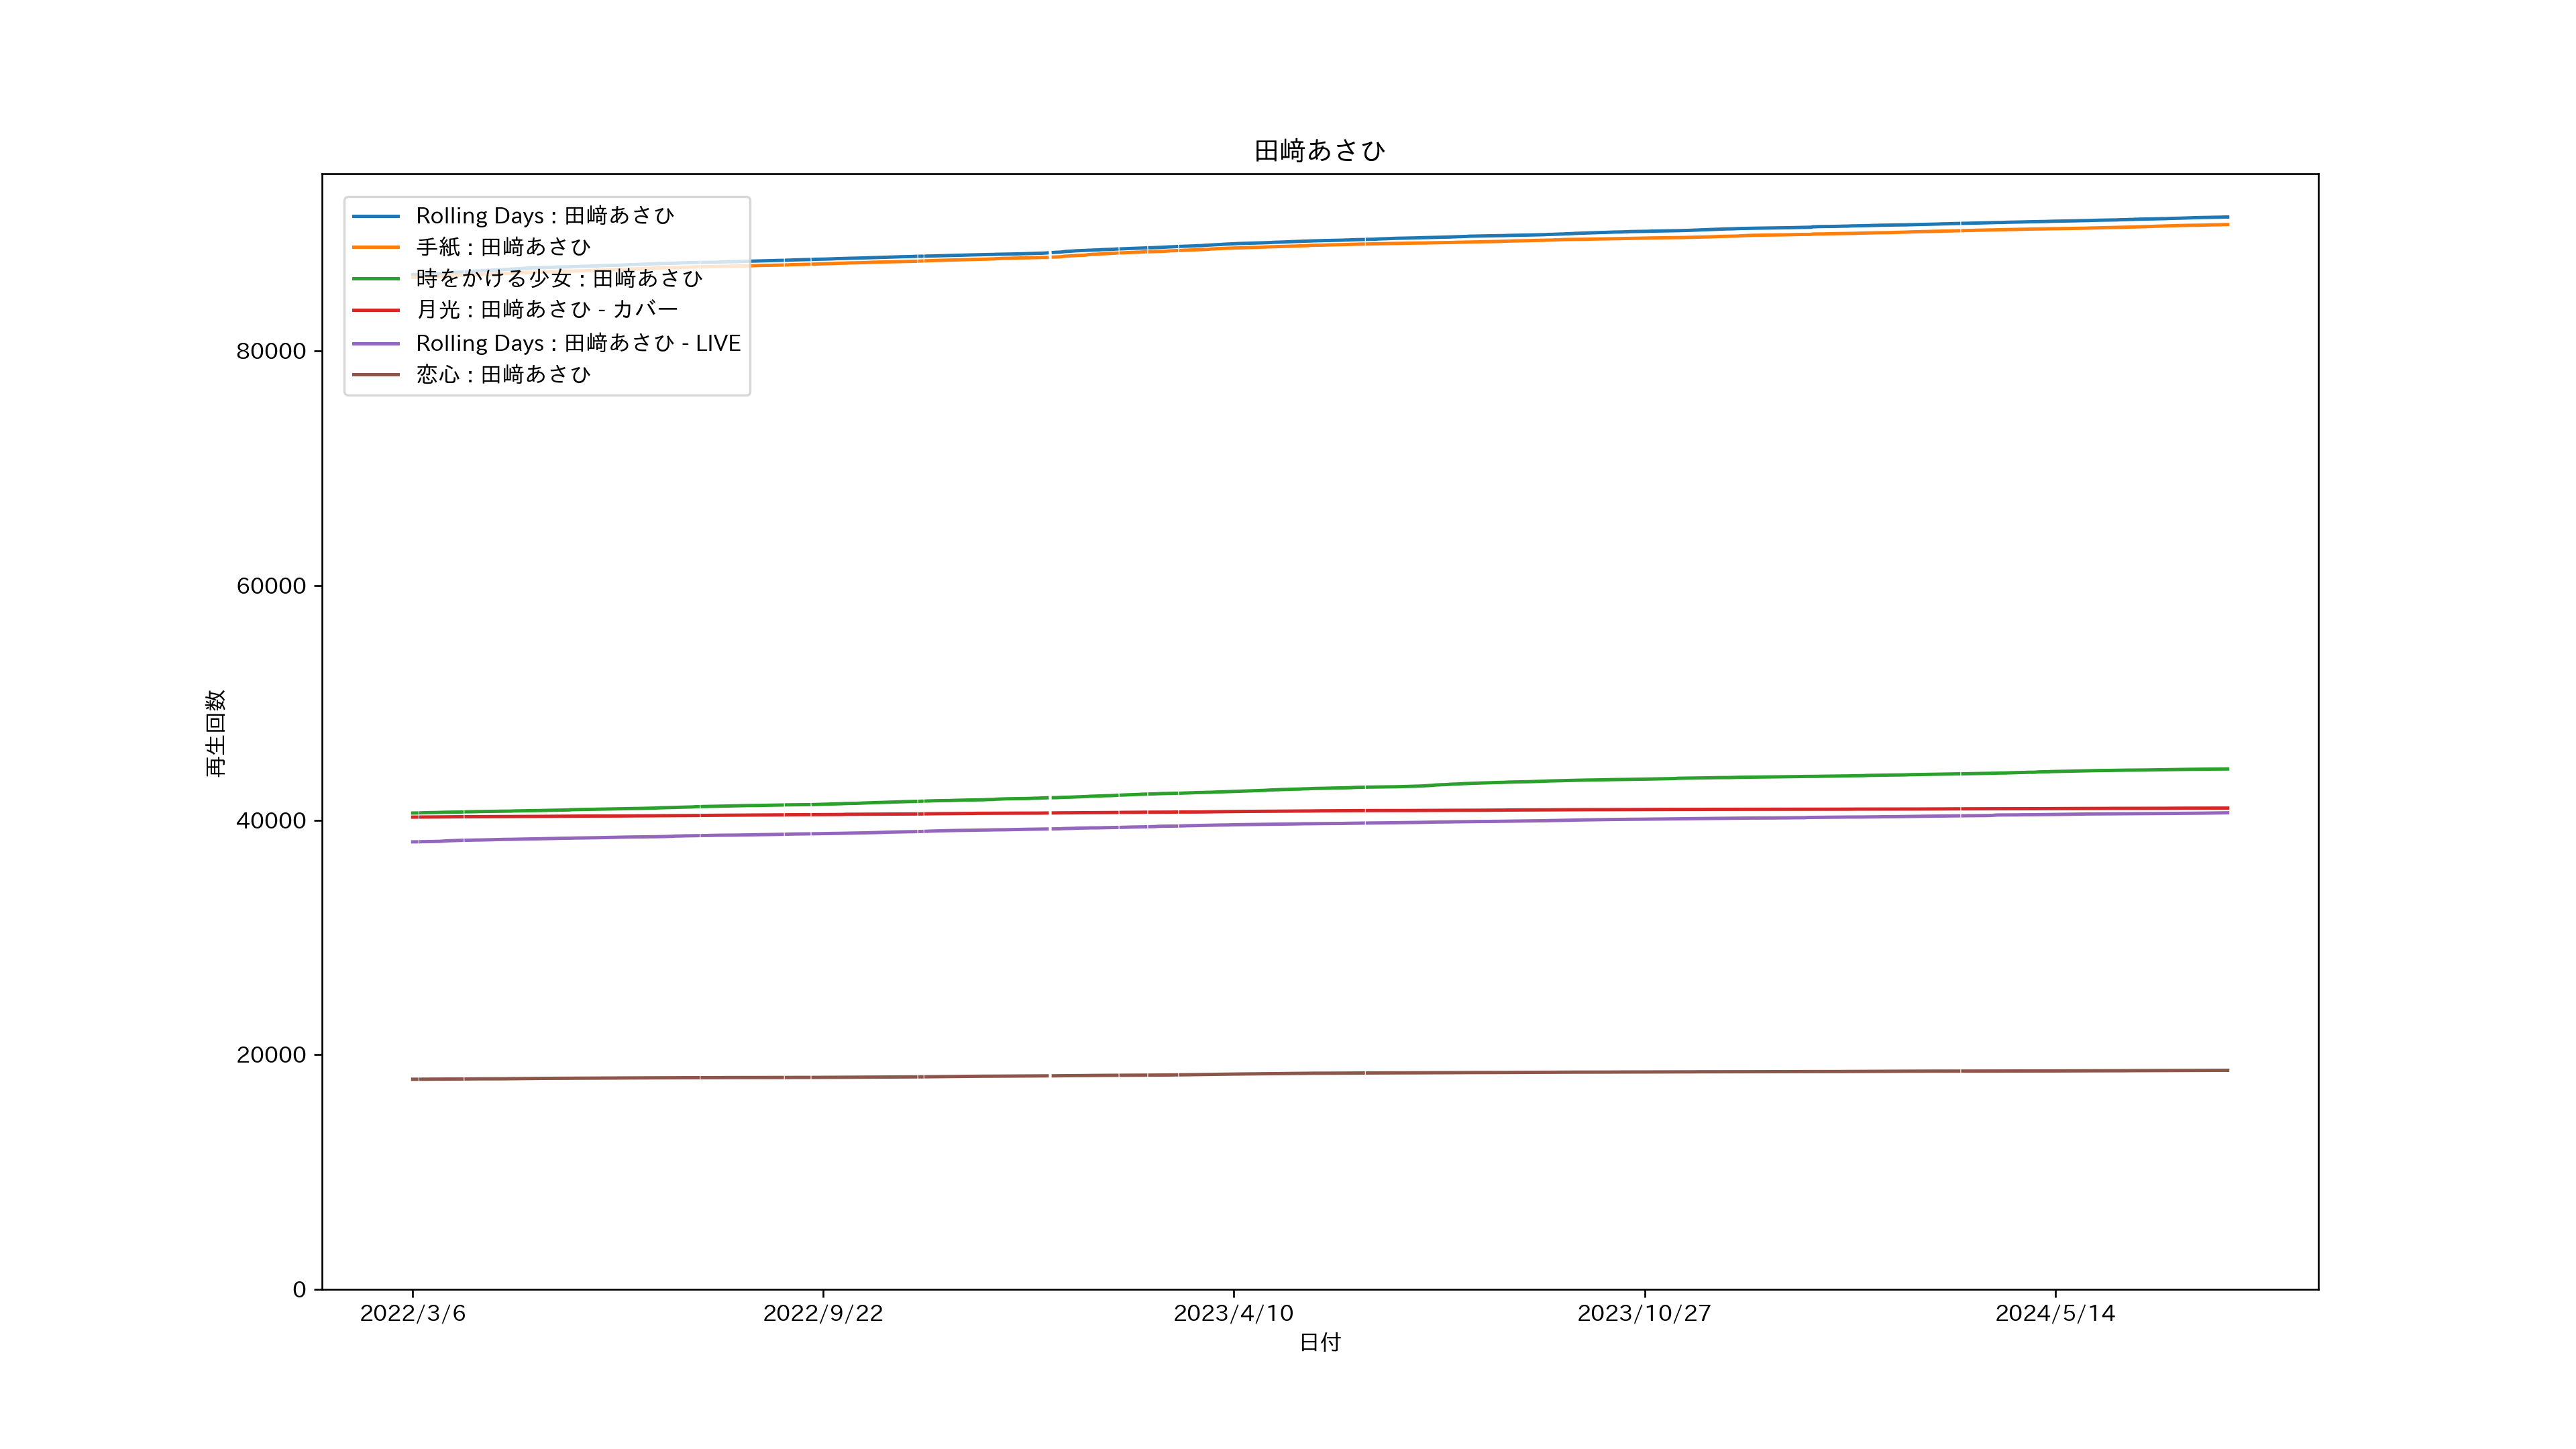 田﨑あさひ
Rolling Days : 田﨑あさひ
手紙 : 田﨑あさひ
時をかける少女 : 田﨑あさひ
月光 : 田﨑あさひ - カバー
Rolling Days : 田﨑あさひ - LIVE
恋心 : 田﨑あさひ
再生回数
80000
60000
40000
20000
0
2022/3/6
2022/9/22
2023/4/10
2023/10/27
2024/5/14
日付